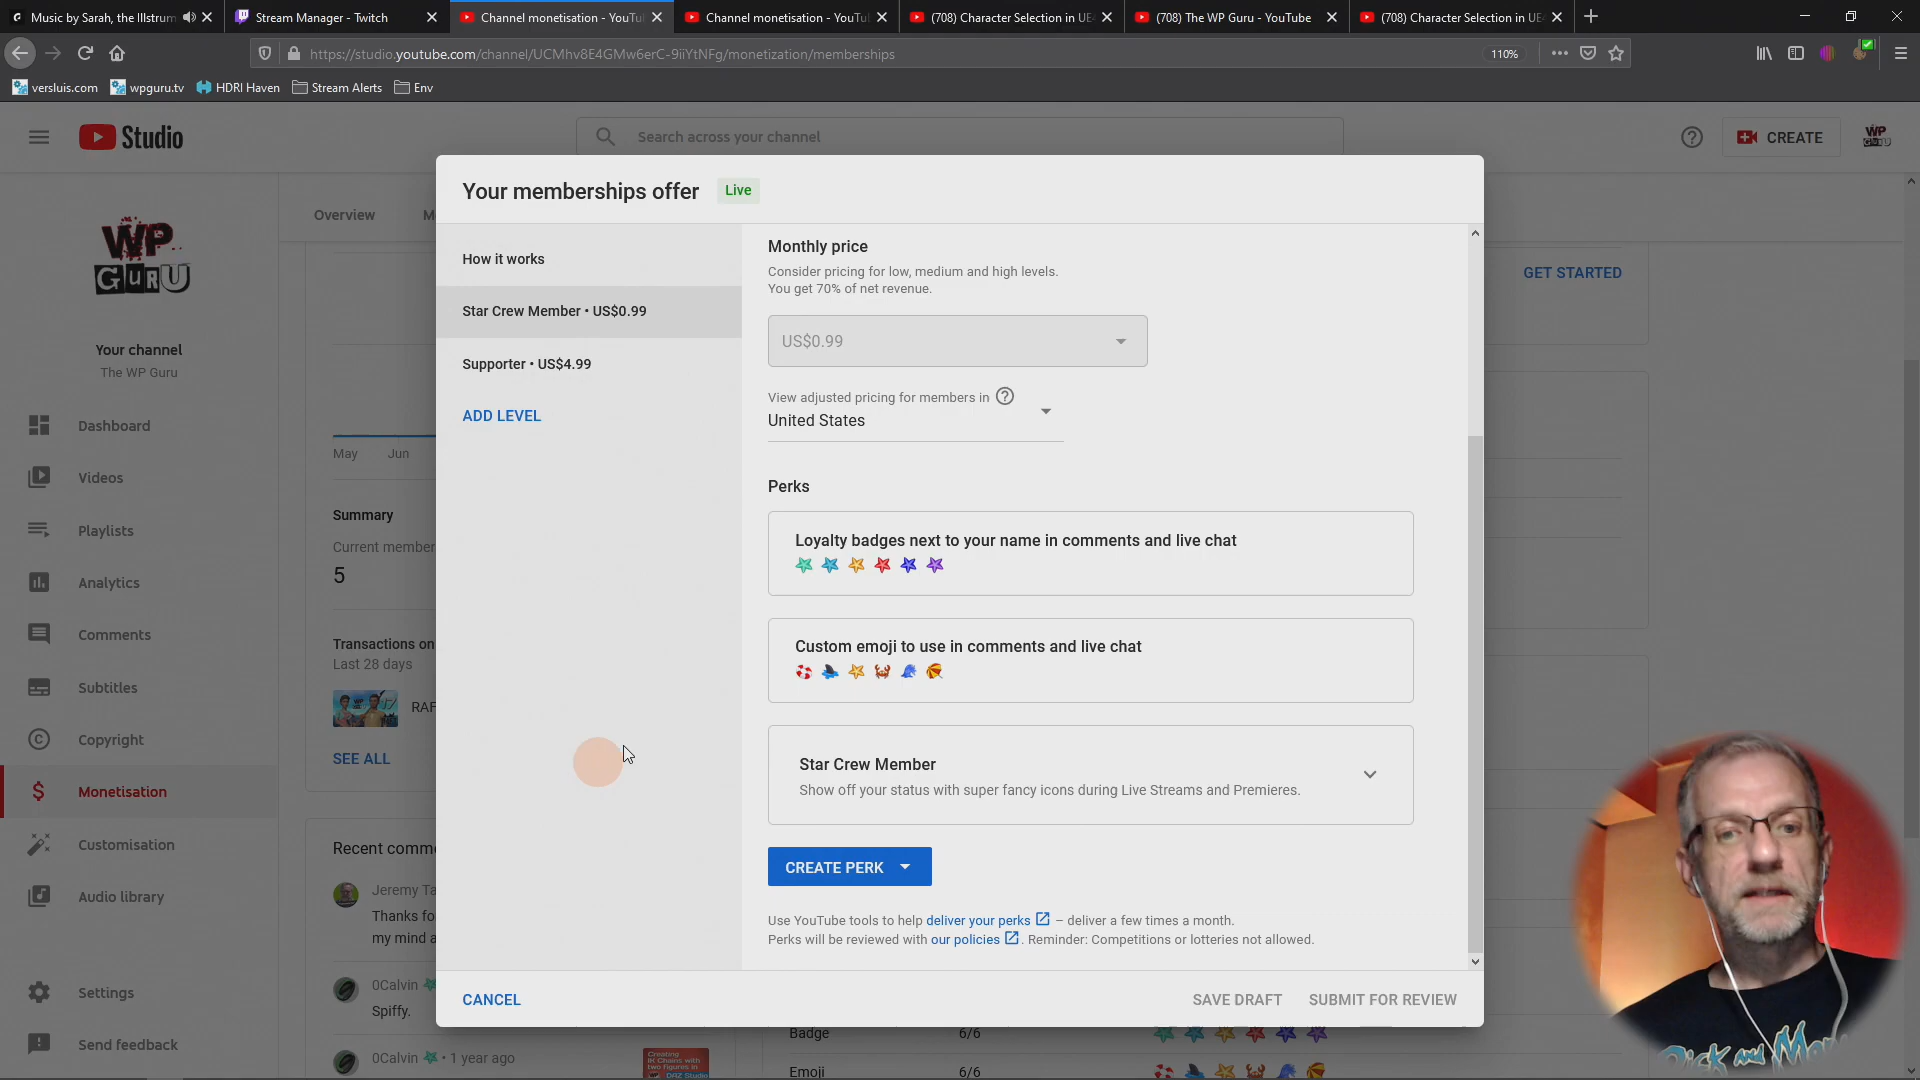 Music by Sarah, the Illstrum
Stream Manager - Twitch
Channel monetisation - YouTu
Channel monetisation - YouTu
(708) Character Selection in UE4
(708) The WP Guru - YouTube
(708) Character Selection in UE4
https://studio.youtube.com/channel/UCMhv8E4GMw6erC-9iiYtNFg/monetization/memberships
110%
versluis.com
wpguru.tv
HDRI Haven
Stream Alerts
Env
Studio
Search across your channel
CREATE
WP GURU
Your memberships offer
Live
Overview
M
GET STARTED
WP
GURU
Your channel
The WP Guru
Dashboard
Videos
Playlists
Analytics
Comments
Subtitles
Copyright
Monetisation
Customisation
Audio library
Settings
Send feedback
May Jun
Summary
Current member
5
Transactions on
Last 28 days
RAF
SEE ALL
Recent comme
Jeremy Ta
Thanks fo
my mind a
0Calvin
Spiffy.
0Calvin • 1 year ago
Creating
IK Chains with
two figures in
DAZ Studio
How it works
Star Crew Member • US$0.99
Supporter • US$4.99
ADD LEVEL
Monthly price
Consider pricing for low, medium and high levels.
You get 70% of net revenue.
US$0.99
View adjusted pricing for members in
United States
Perks
Loyalty badges next to your name in comments and live chat
Custom emoji to use in comments and live chat
Star Crew Member
Show off your status with super fancy icons during Live Streams and Premieres.
CREATE PERK
Use YouTube tools to help deliver your perks – deliver a few times a month.
Perks will be reviewed with our policies. Reminder: Competitions or lotteries not allowed.
CANCEL
SAVE DRAFT
SUBMIT FOR REVIEW
Badge 6/6
Emoji 6/6